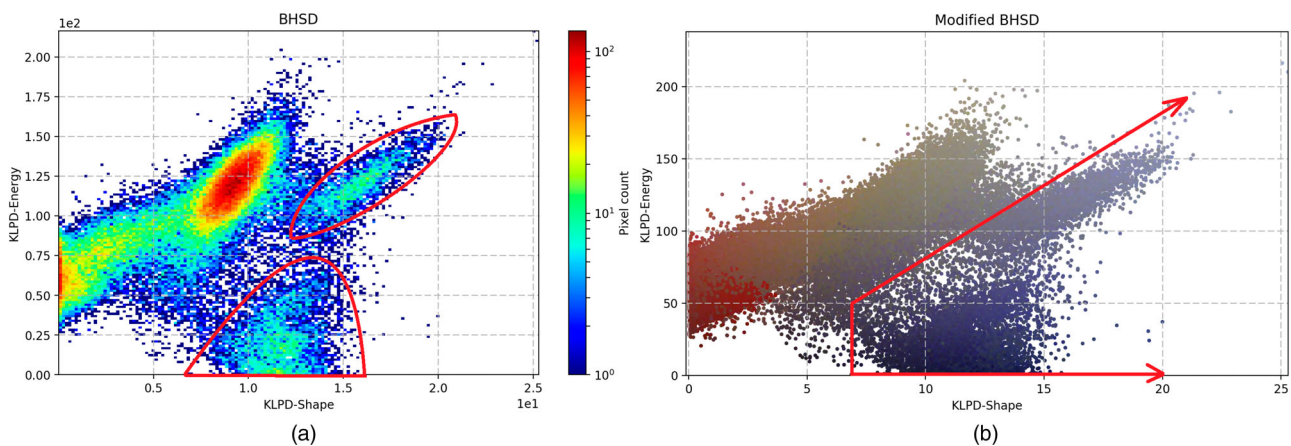 BHSD
1e2
2.00
1.75
1.50
1.25
1.00
0.75
0.50
0.25
0.00
KLPD-Energy
0.5 1.0 1.5 2.0 2.5
1e1
KLPD-Shape
10²
10¹
10⁰
Pixel count
(a)
Modified BHSD
200
150
100
50
0
KLPD-Energy
0 5 10 15 20 25
KLPD-Shape
(b)